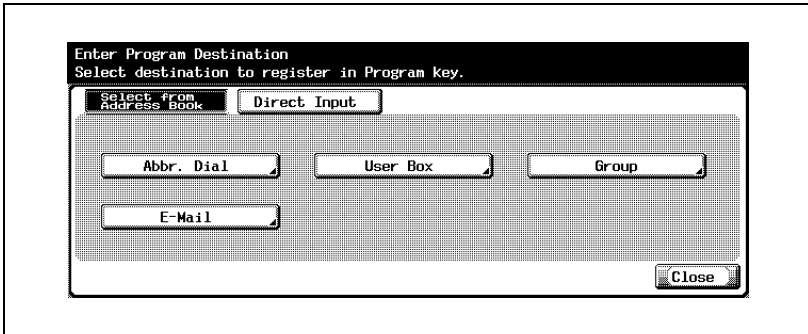 Enter Program Destination
Select destination to register in Program key.
Select from
Address Book
Direct Input
Abbr. Dial
User Box
Group
E-Mail
Close